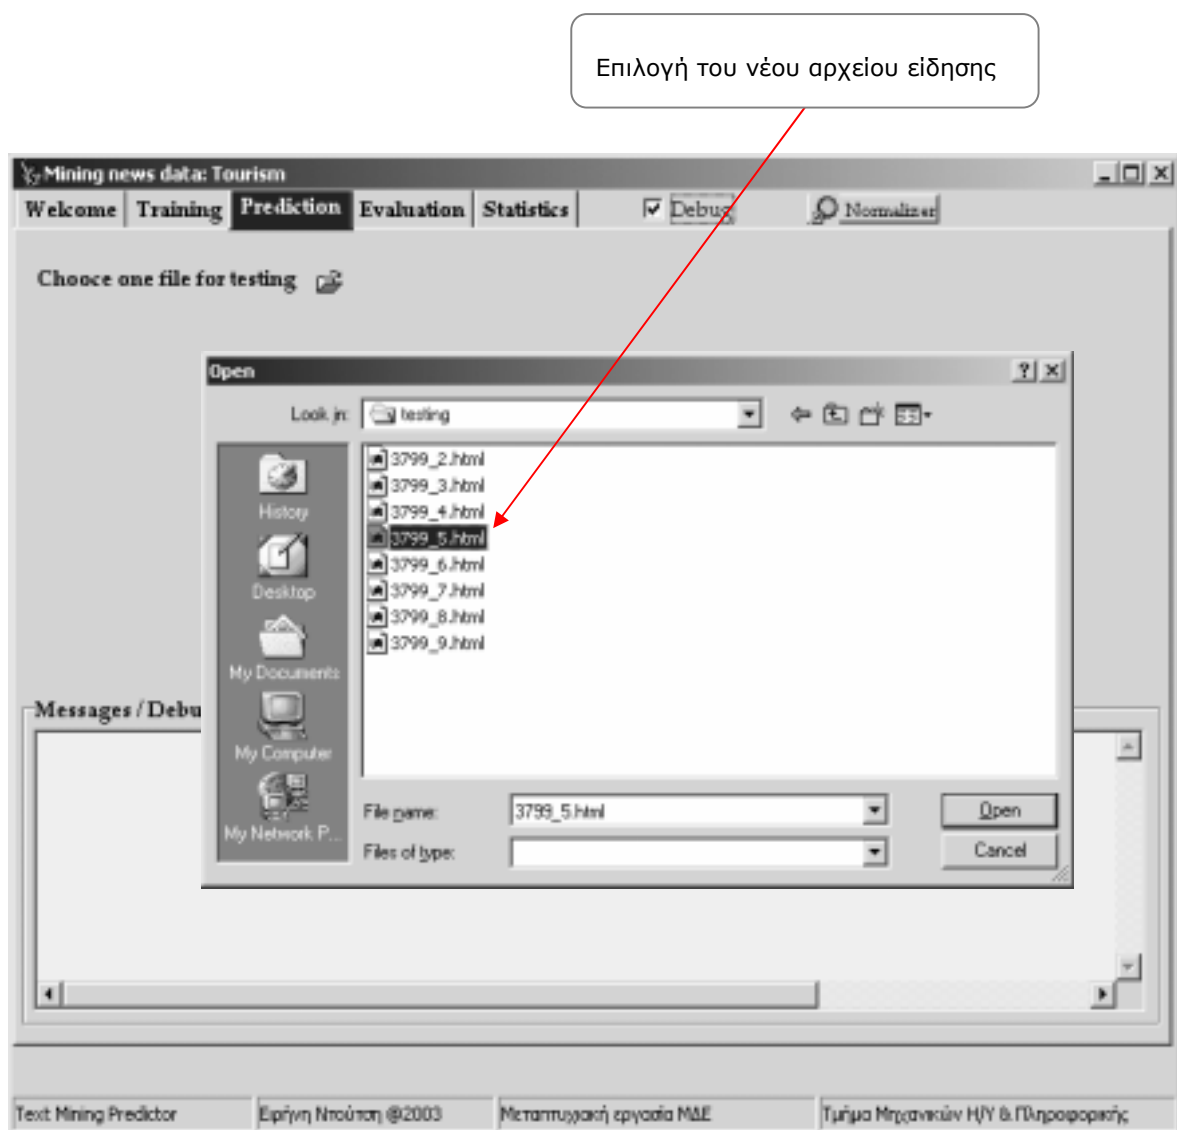 Επιλογή του νέου αρχείου είδησης
Mining news data: Tourism
Welcome Training Prediction Evaluation Statistics Debug Normalizer
Chooce one file for testing
Open
Look in: testing
3799_2.html
3799_3.html
3799_4.html
3799_5.html
3799_6.html
3799_7.html
3799_8.html
3799_9.html
History
Desktop
My Documents
My Computer
My Network P...
File name: 3799_5.html Open
Files of type: Cancel
Messages / Debu
Text Mining Predictor Ειρήνη Ντούτση @2003 Μεταπτυχιακή εργασία ΜΔΕ Τμήμα Μηχανικών Η/Υ & Πληροφορικής